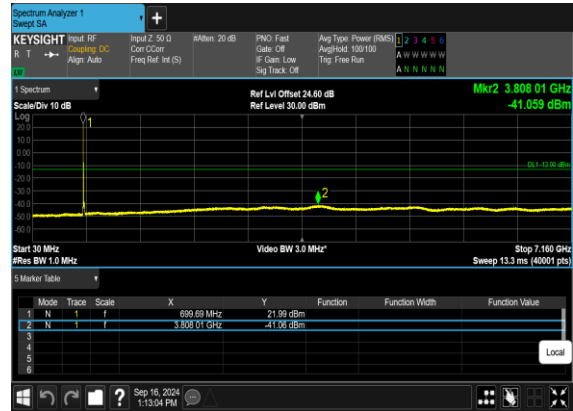 Spectrum Analyzer 1
Swept SA
+
KEYSIGHT Input: RF Input Z: 50 Ω #Atten: 20 dB PNO: Fast Avg Type: Power (RMS) 1 2 3 4 5 6
R T Coupling: DC Corr CCorr Gate: Off Avg|Hold: 100/100 A W W W W W
Align: Auto Freq Ref: Int (S) IF Gain: Low Trig: Free Run
LW Sig Track: Off A N N N N N
1 Spectrum Ref Lvl Offset 24.60 dB Mkr2 3.808 01 GHz
Scale/Div 10 dB Ref Level 30.00 dBm -41.059 dBm
Log
20.0
10.0
0.00
-10.0
-20.0
-30.0
-40.0
-50.0
-60.0
1
DL1 -13.00 dBm
2
Start 30 MHz Video BW 3.0 MHz* Stop 7.160 GHz
#Res BW 1.0 MHz Sweep 13.3 ms (40001 pts)
5 Marker Table
Mode Trace Scale X Y Function Function Width Function Value
1 N 1 f 699.69 MHz 21.99 dBm
2 N 1 f 3.808 01 GHz -41.06 dBm
3
4
5
6
Local
? Sep 16, 2024
1:13:04 PM